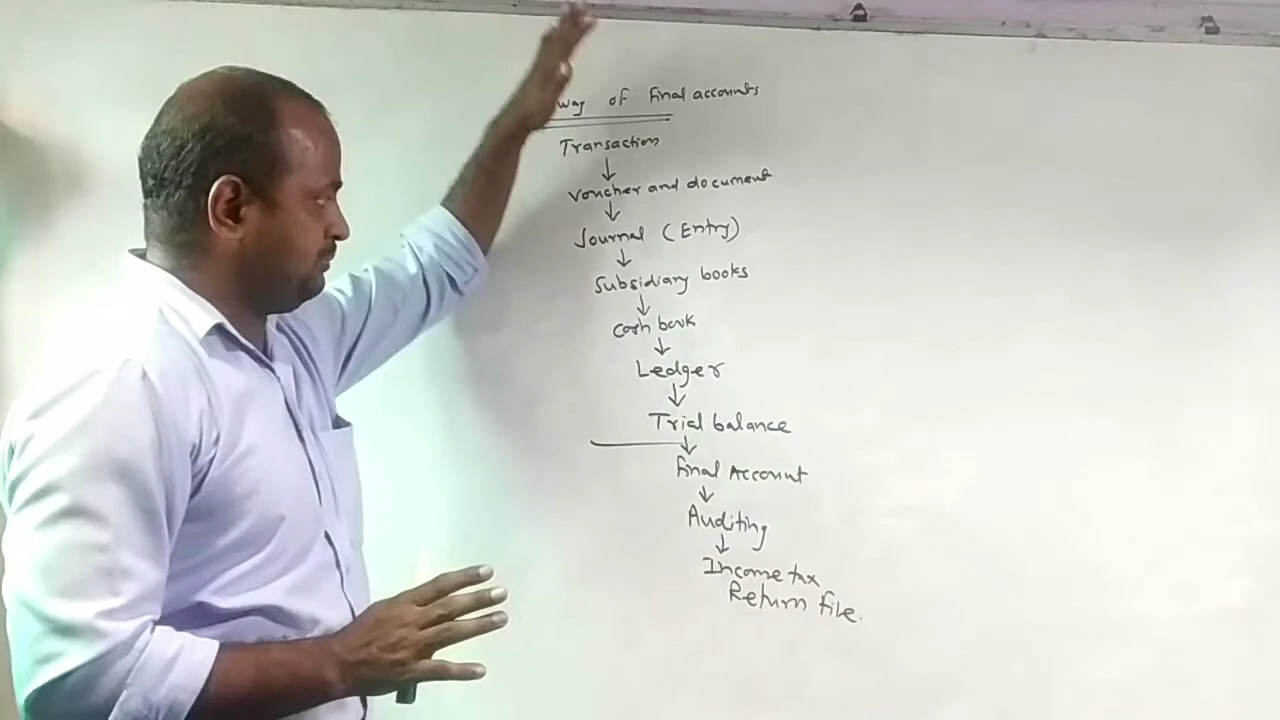 way of Final accounts
Transaction
↓
Voucher and document
↓
Journal (Entry)
↓
Subsidiary books
↓
Cash book
↓
Ledger
↓
Trial balance
↓
Final Account
↓
Auditing
↓
Income tax
Return file.